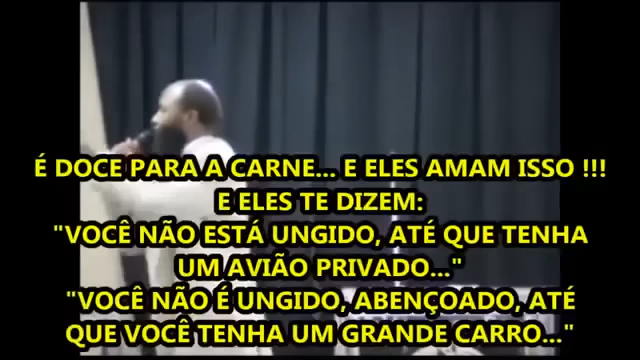 É DOCE PARA A CARNE... E ELES AMAM ISSO !!!
E ELES TE DIZEM:
"VOCÊ NÃO ESTÁ UNGIDO, ATÉ QUE TENHA
UM AVIÃO PRIVADO..."
"VOCÊ NÃO É UNGIDO, ABENÇOADO, ATÉ
QUE VOCÊ TENHA UM GRANDE CARRO..."